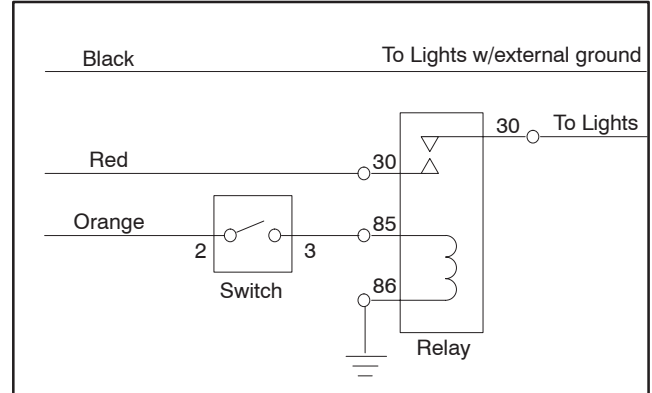 Black
To Lights w/external ground
30
To Lights
Red
30
Orange
85
2
3
Switch
86
Relay